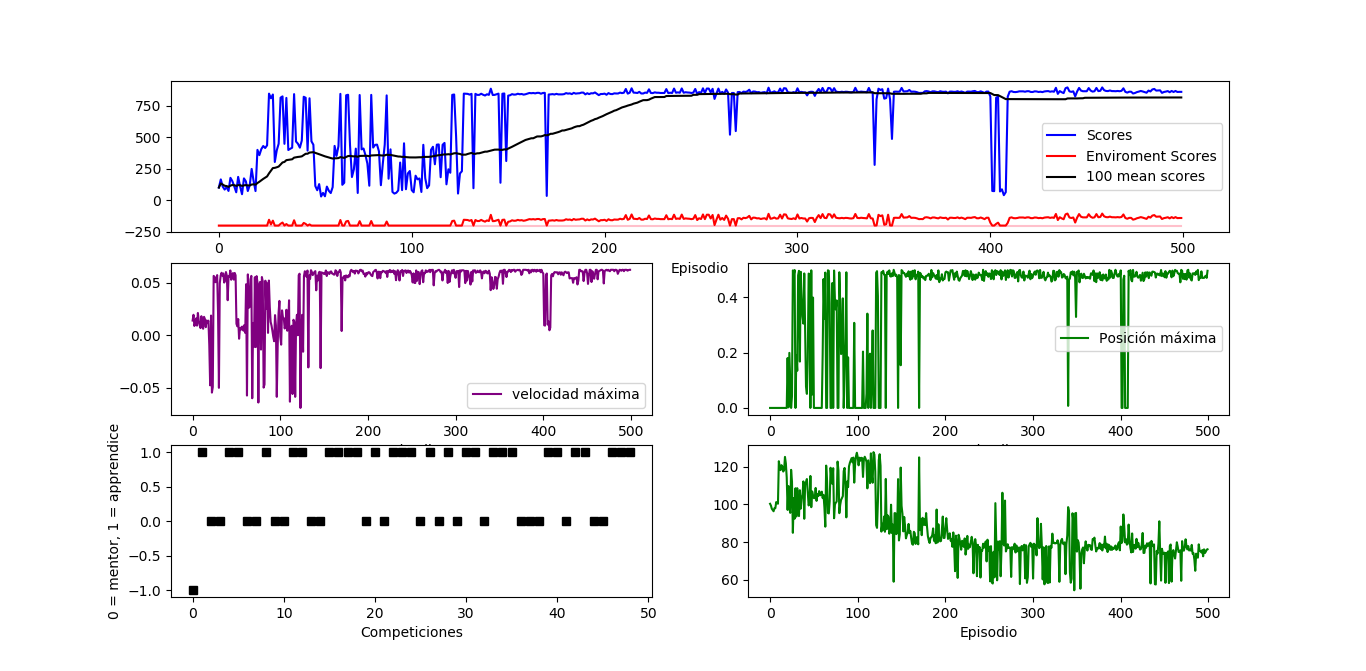 750
500
250
0
−250
Scores
Enviroment Scores
100 mean scores
0 100 200 300 400 500
Episodio
0.05
0.00
−0.05
velocidad máxima
0 100 200 300 400 500
0.4
0.2
0.0
Posición máxima
0 100 200 300 400 500
0 = mentor, 1 = apprendice
1.0
0.5
0.0
−0.5
−1.0
0 10 20 30 40 50
Competiciones
120
100
80
60
0 100 200 300 400 500
Episodio